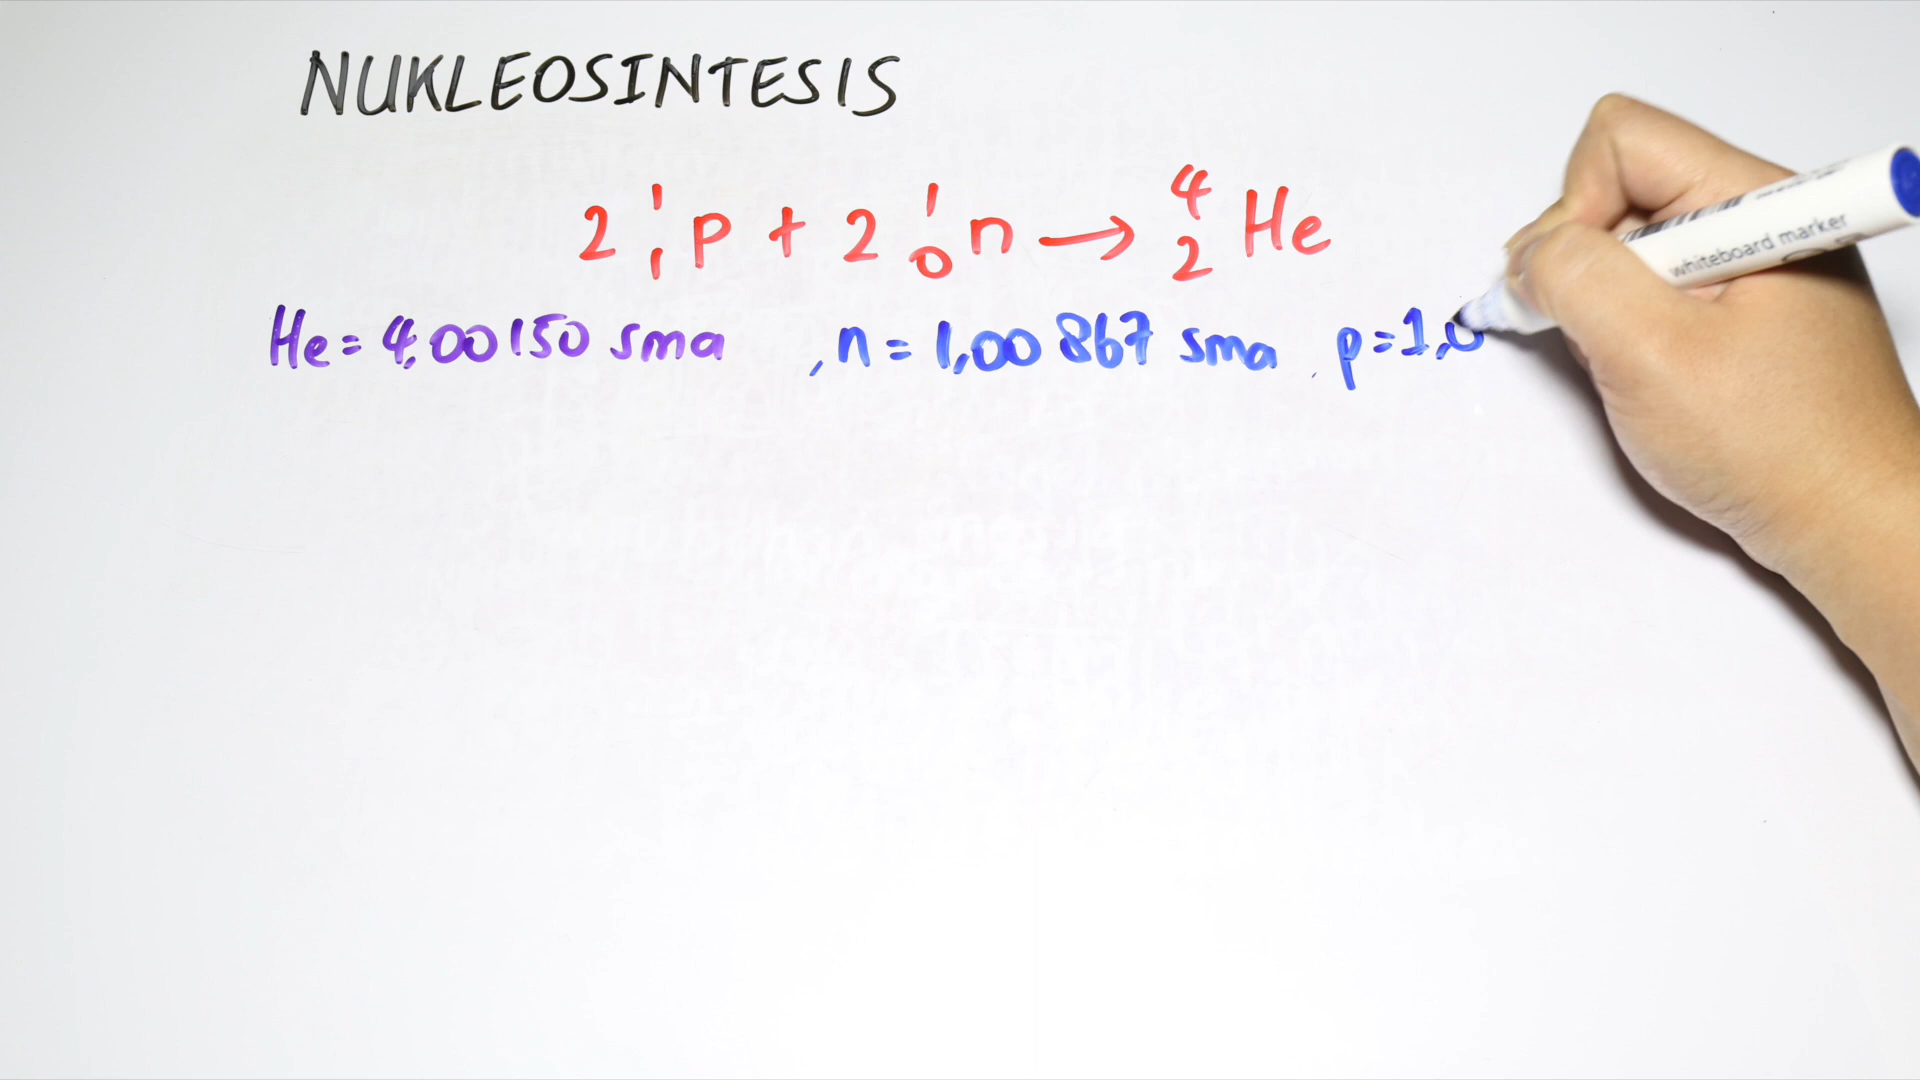 NUKLEOSINTESIS
2 ¹₁p + 2 ¹₀n → ⁴₂He
He = 4,00150 sma , n = 1,00867 sma , p = 1,0
whiteboard marker